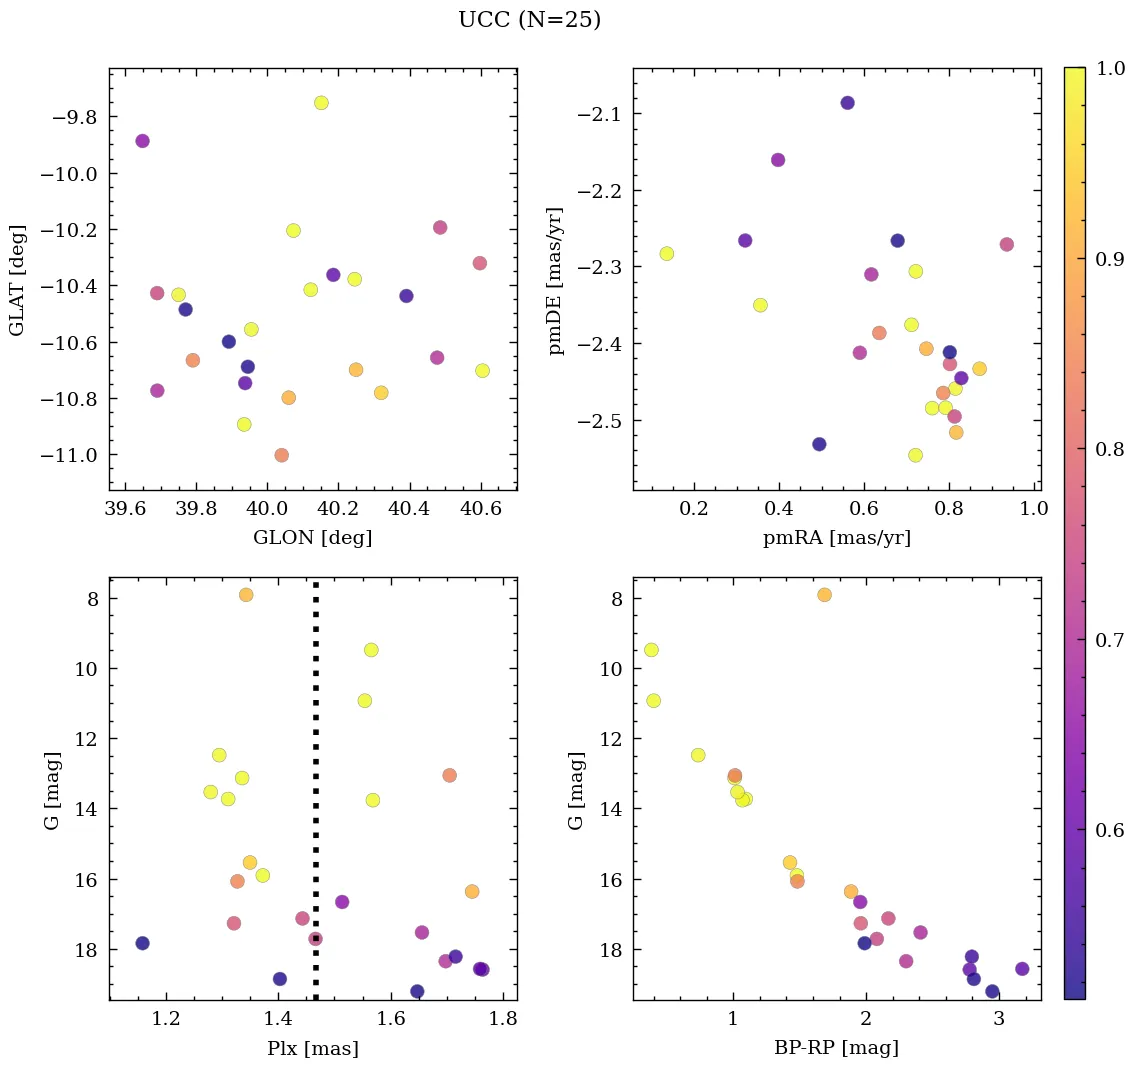 UCC (N=25)
−9.8
−10.0
−10.2
−10.4
−10.6
−10.8
−11.0
GLAT [deg]
39.6 39.8 40.0 40.2 40.4 40.6
GLON [deg]
−2.1
−2.2
−2.3
−2.4
−2.5
pmDE [mas/yr]
0.2 0.4 0.6 0.8 1.0
pmRA [mas/yr]
8
10
12
14
16
18
G [mag]
1.2 1.4 1.6 1.8
Plx [mas]
8
10
12
14
16
18
G [mag]
1 2 3
BP-RP [mag]
1.0
0.9
0.8
0.7
0.6